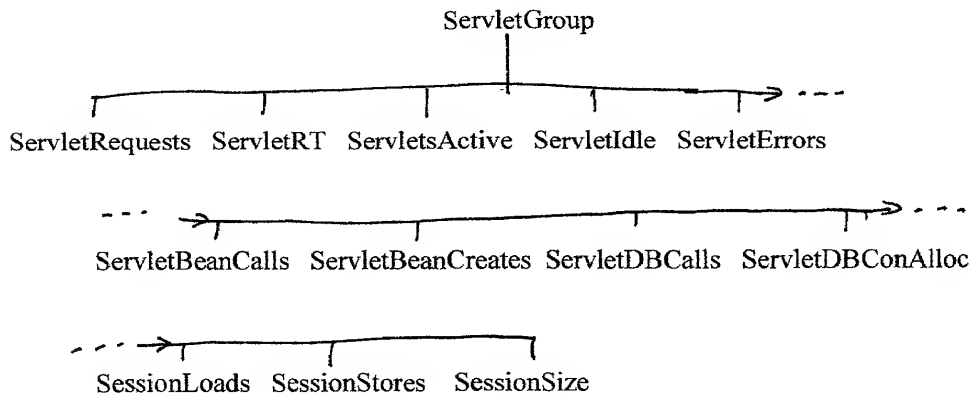 ServletGroup
ServletRequests ServletRT ServletsActive ServletIdle ServletErrors
ServletBeanCalls ServletBeanCreates ServletDBCalls ServletDBConAlloc
SessionLoads SessionStores SessionSize